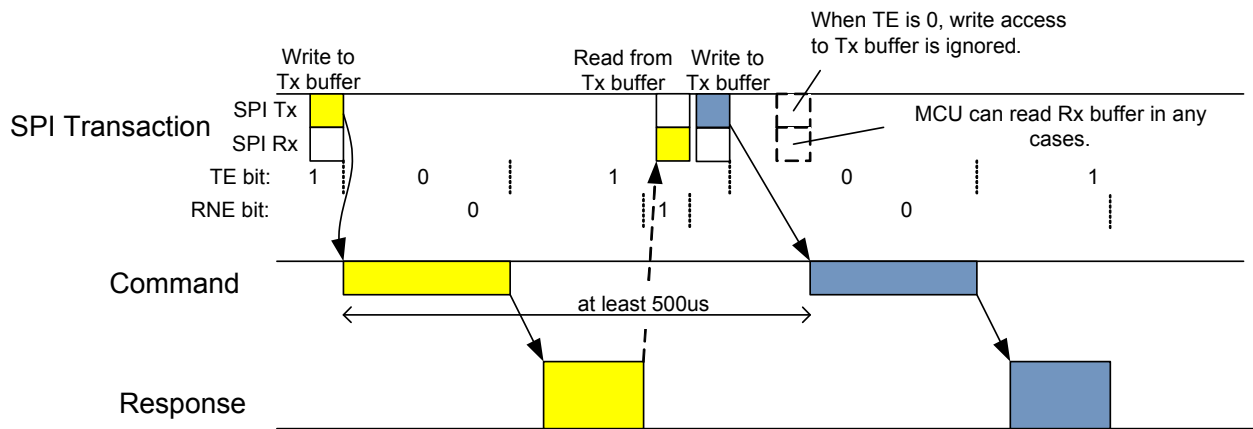 When TE is 0, write access
to Tx buffer is ignored.
Write to
Tx buffer
Read from
Tx buffer
Write to
Tx buffer
SPI Transaction
SPI Tx
SPI Rx
MCU can read Rx buffer in any
cases.
TE bit: 1 0 1 0 1
RNE bit: 0 1 0
Command
at least 500us
Response